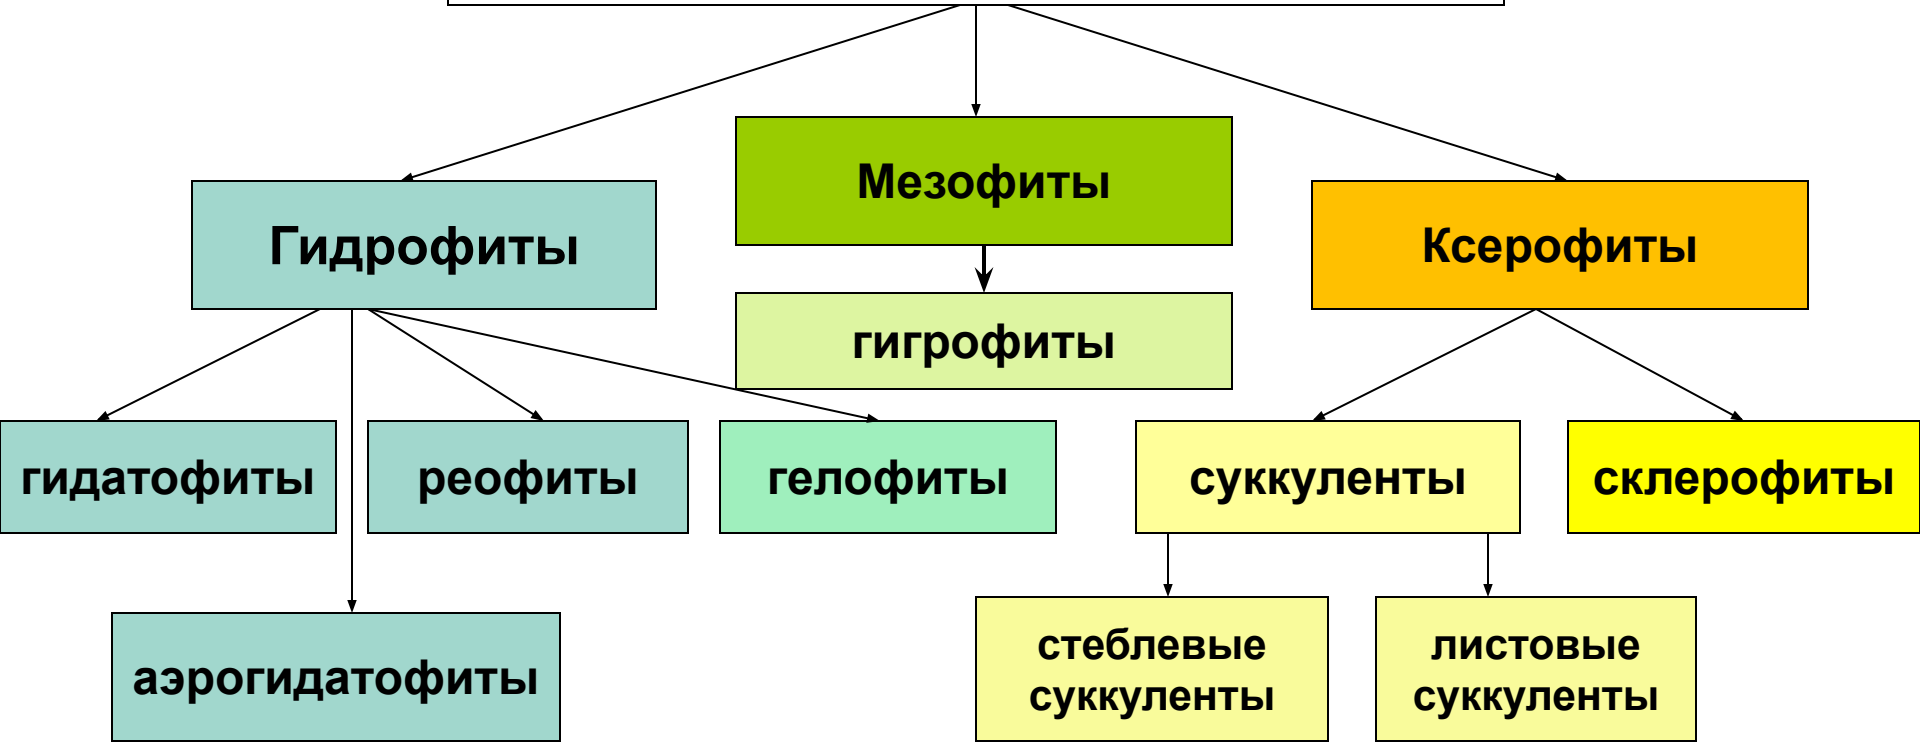 Мезофиты
Гидрофиты
Ксерофиты
гигрофиты
гидатофиты
реофиты
гелофиты
суккуленты
склерофиты
аэрогидатофиты
стеблевые
суккуленты
листовые
суккуленты